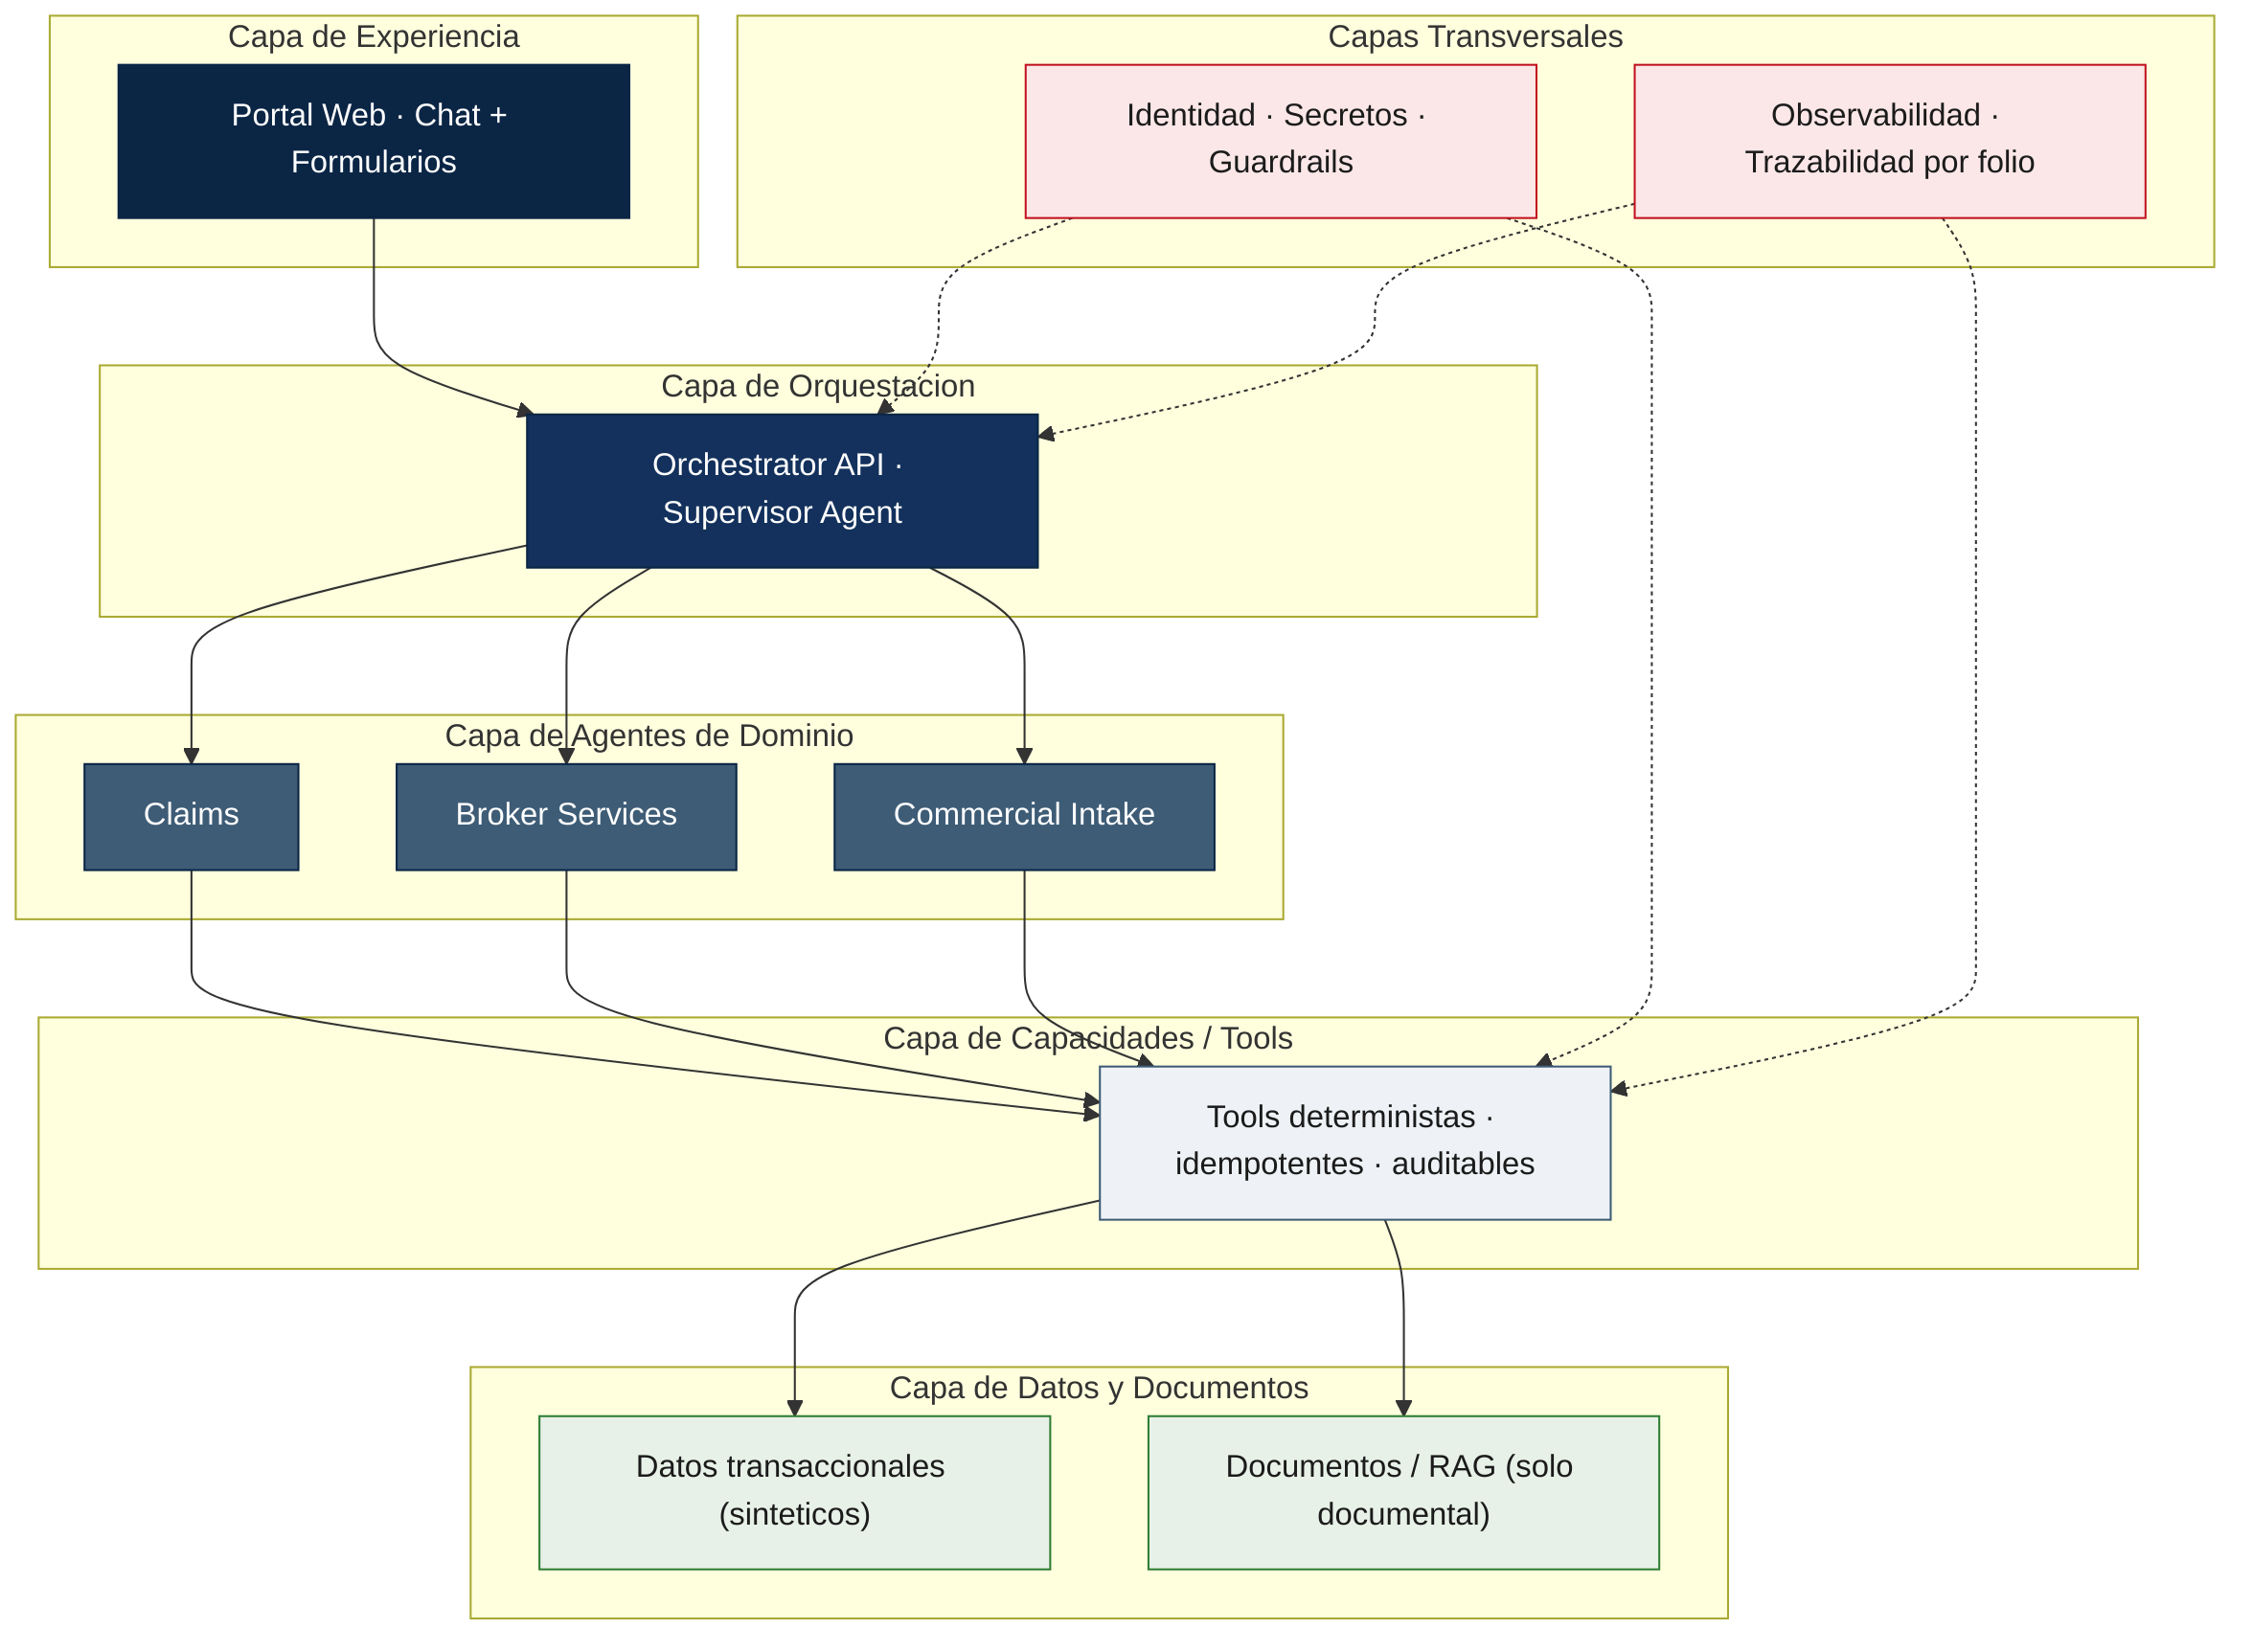 Capa de Experiencia
Portal Web · Chat +
Formularios
Capas Transversales
Identidad · Secretos ·
Guardrails
Observabilidad ·
Trazabilidad por folio
Capa de Orquestacion
Orchestrator API ·
Supervisor Agent
Capa de Agentes de Dominio
Claims
Broker Services
Commercial Intake
Capa de Capacidades / Tools
Tools deterministas ·
idempotentes · auditables
Capa de Datos y Documentos
Datos transaccionales
(sinteticos)
Documentos / RAG (solo
documental)